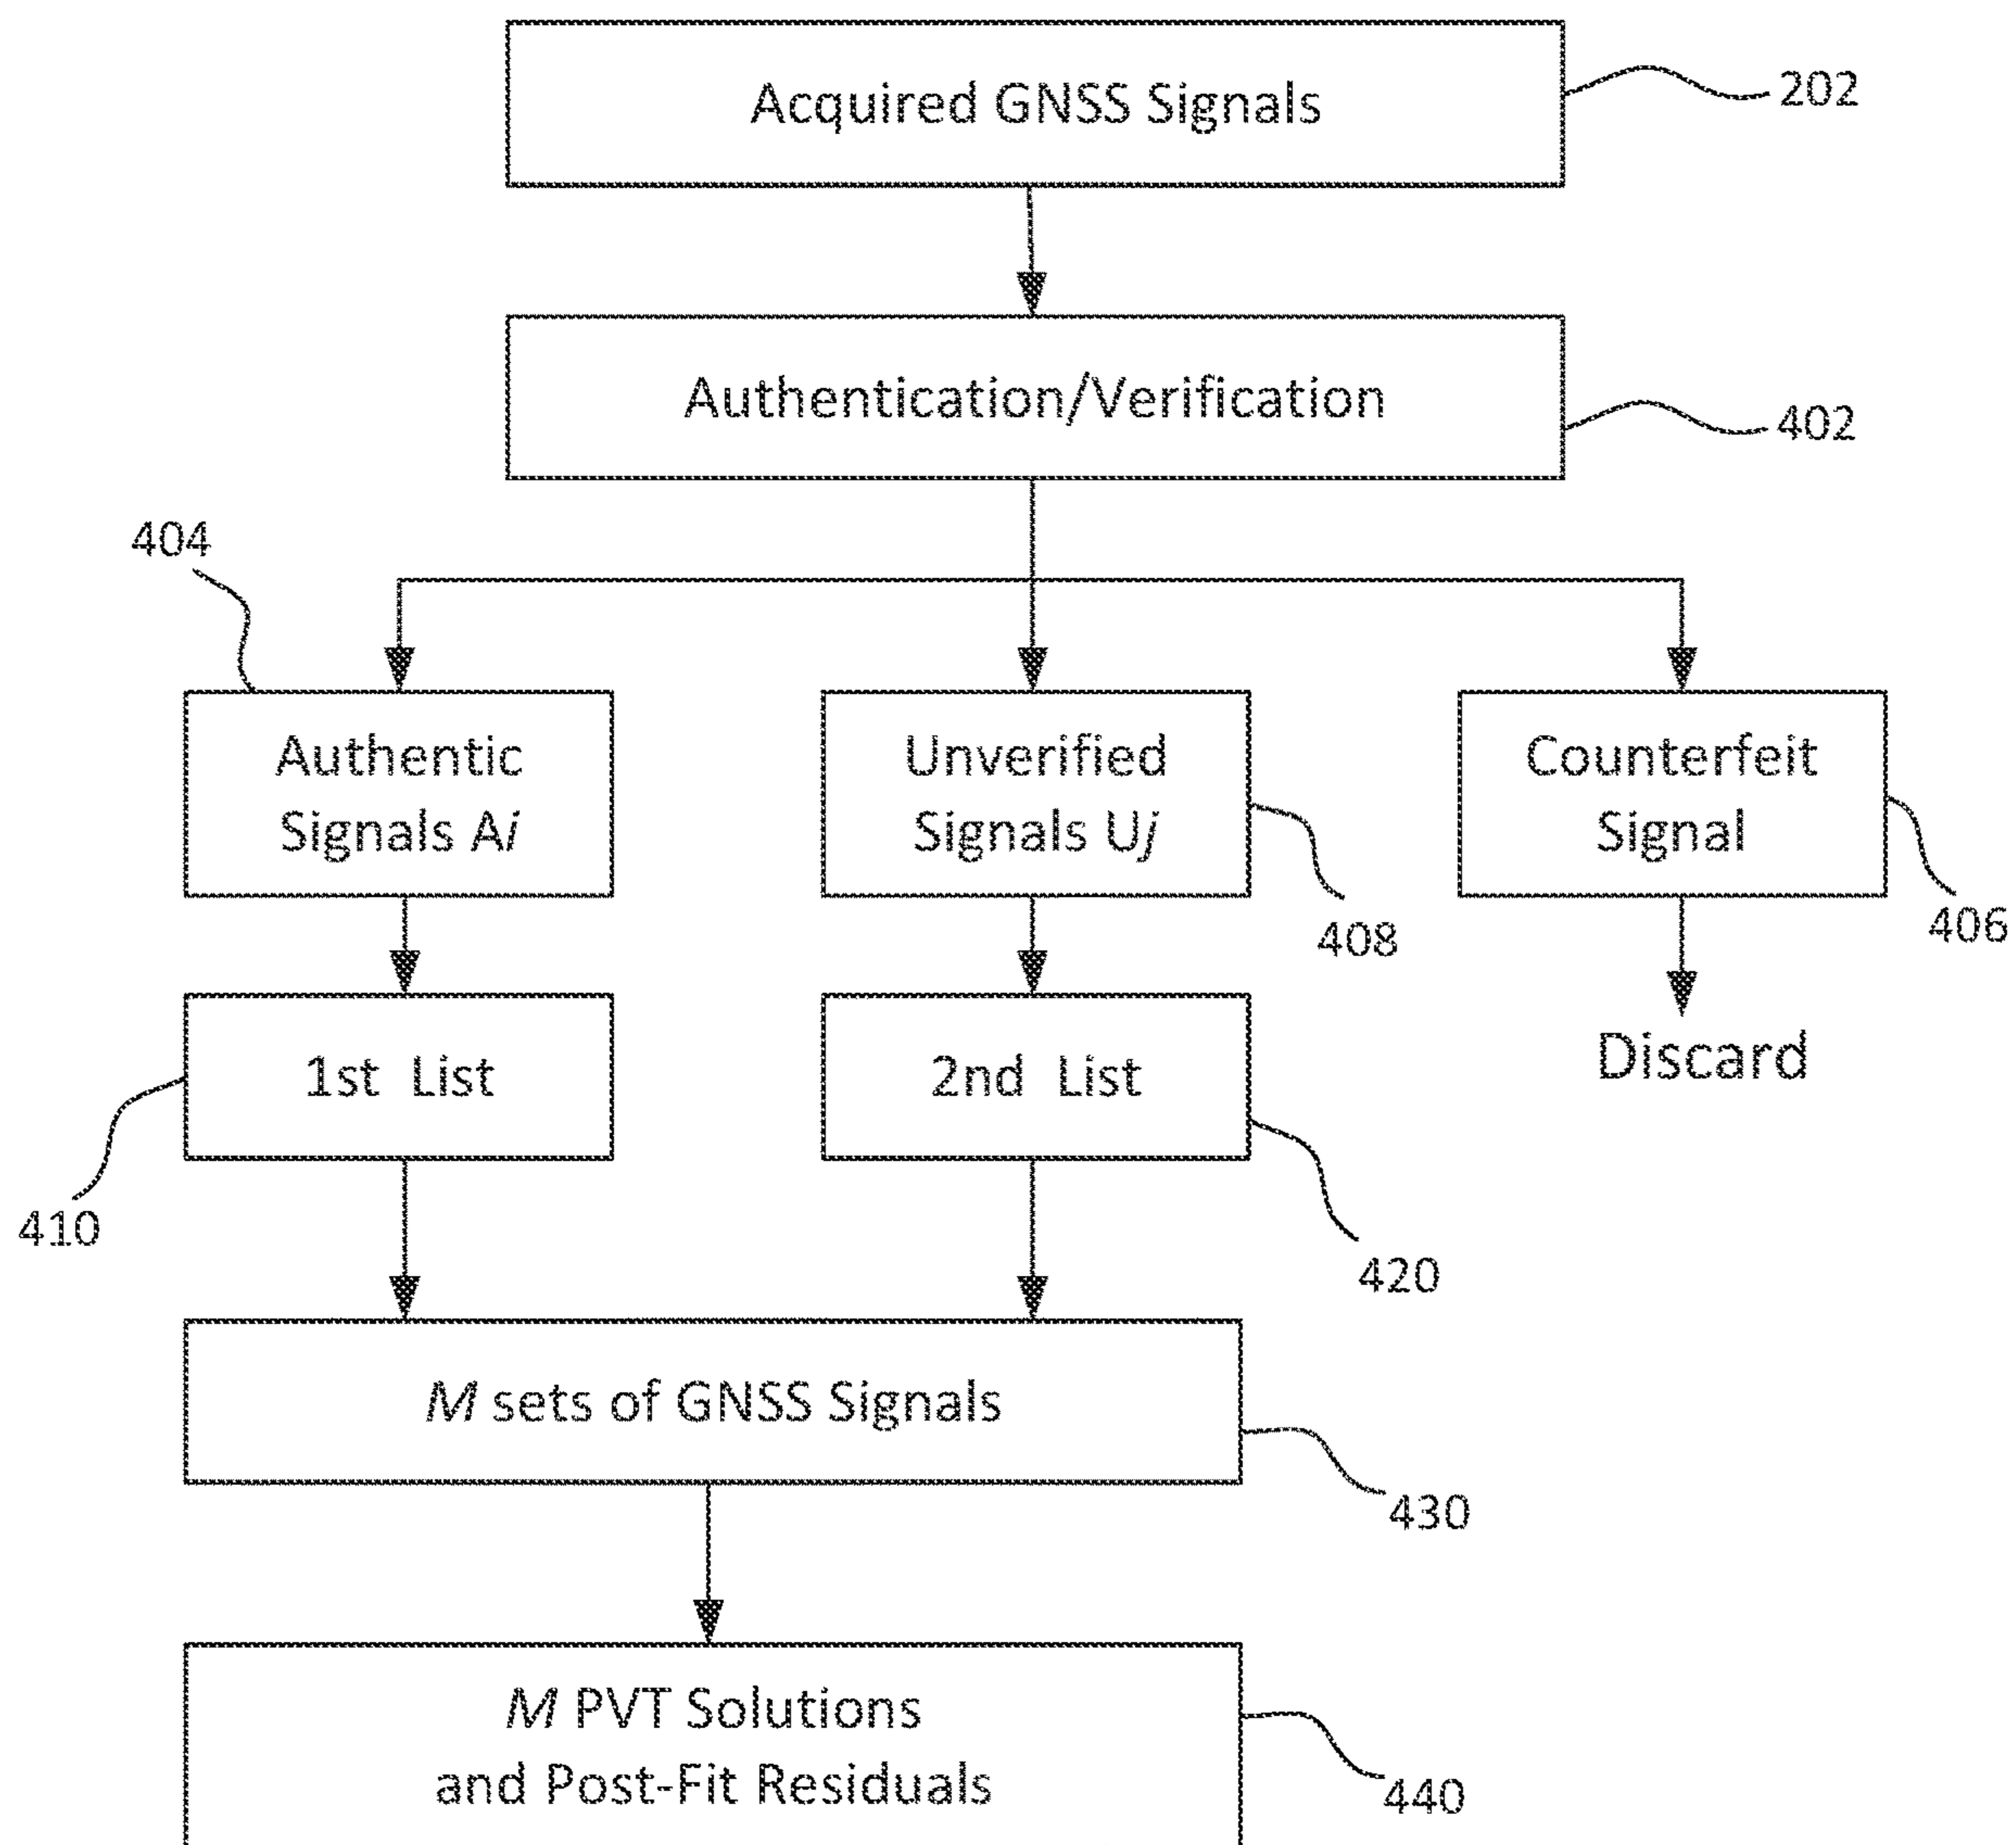 Acquired GNSS Signals
202
Authentication/Verification
402
404
Authentic
Signals Ai
Unverified
Signals Uj
408
Counterfeit
Signal
406
1st List
410
2nd List
420
Discard
M sets of GNSS Signals
430
M PVT Solutions
and Post-Fit Residuals
440